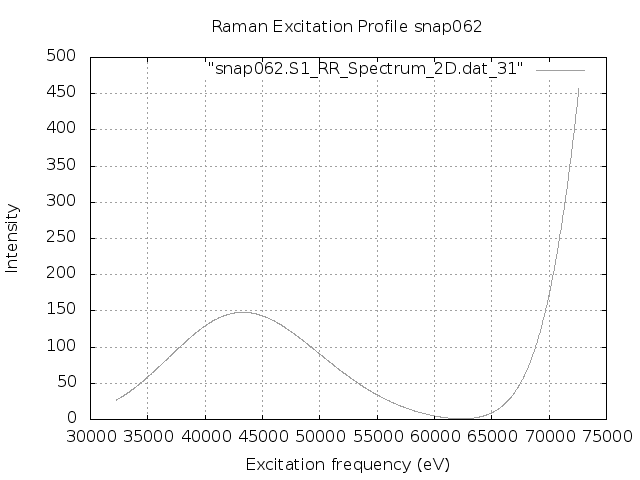 Raman Excitation Profile snap062
"snap062.S1_RR_Spectrum_2D.dat_31"
500
450
400
350
300
250
200
150
100
50
0
Intensity
30000 35000 40000 45000 50000 55000 60000 65000 70000 75000
Excitation frequency (eV)